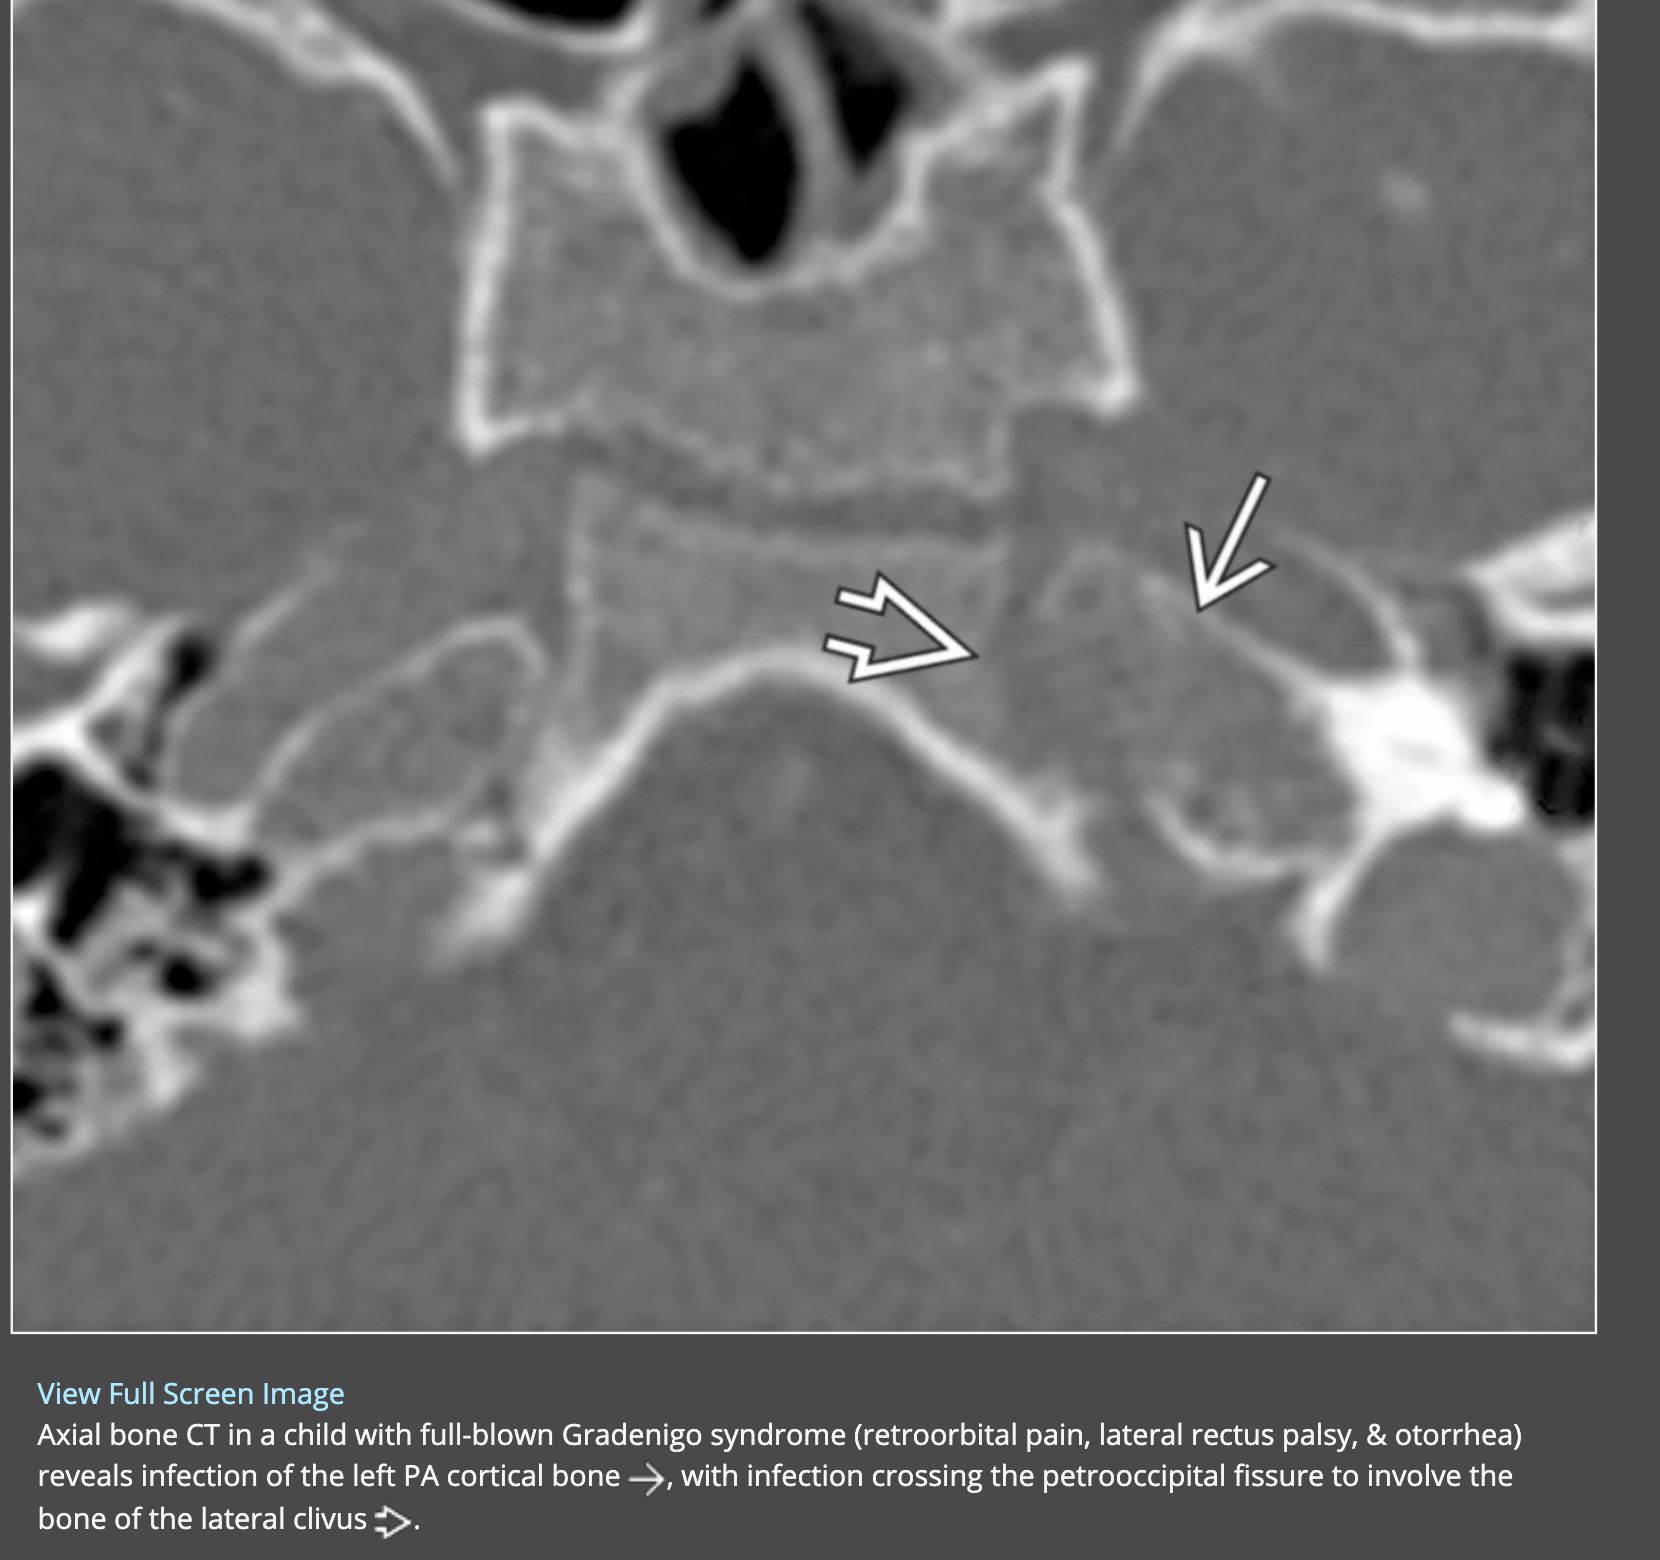 View Full Screen Image
Axial bone CT in a child with full-blown Gradenigo syndrome (retroorbital pain, lateral rectus palsy, & otorrhea)
reveals infection of the left PA cortical bone →, with infection crossing the petrooccipital fissure to involve the
bone of the lateral clivus ⇨.